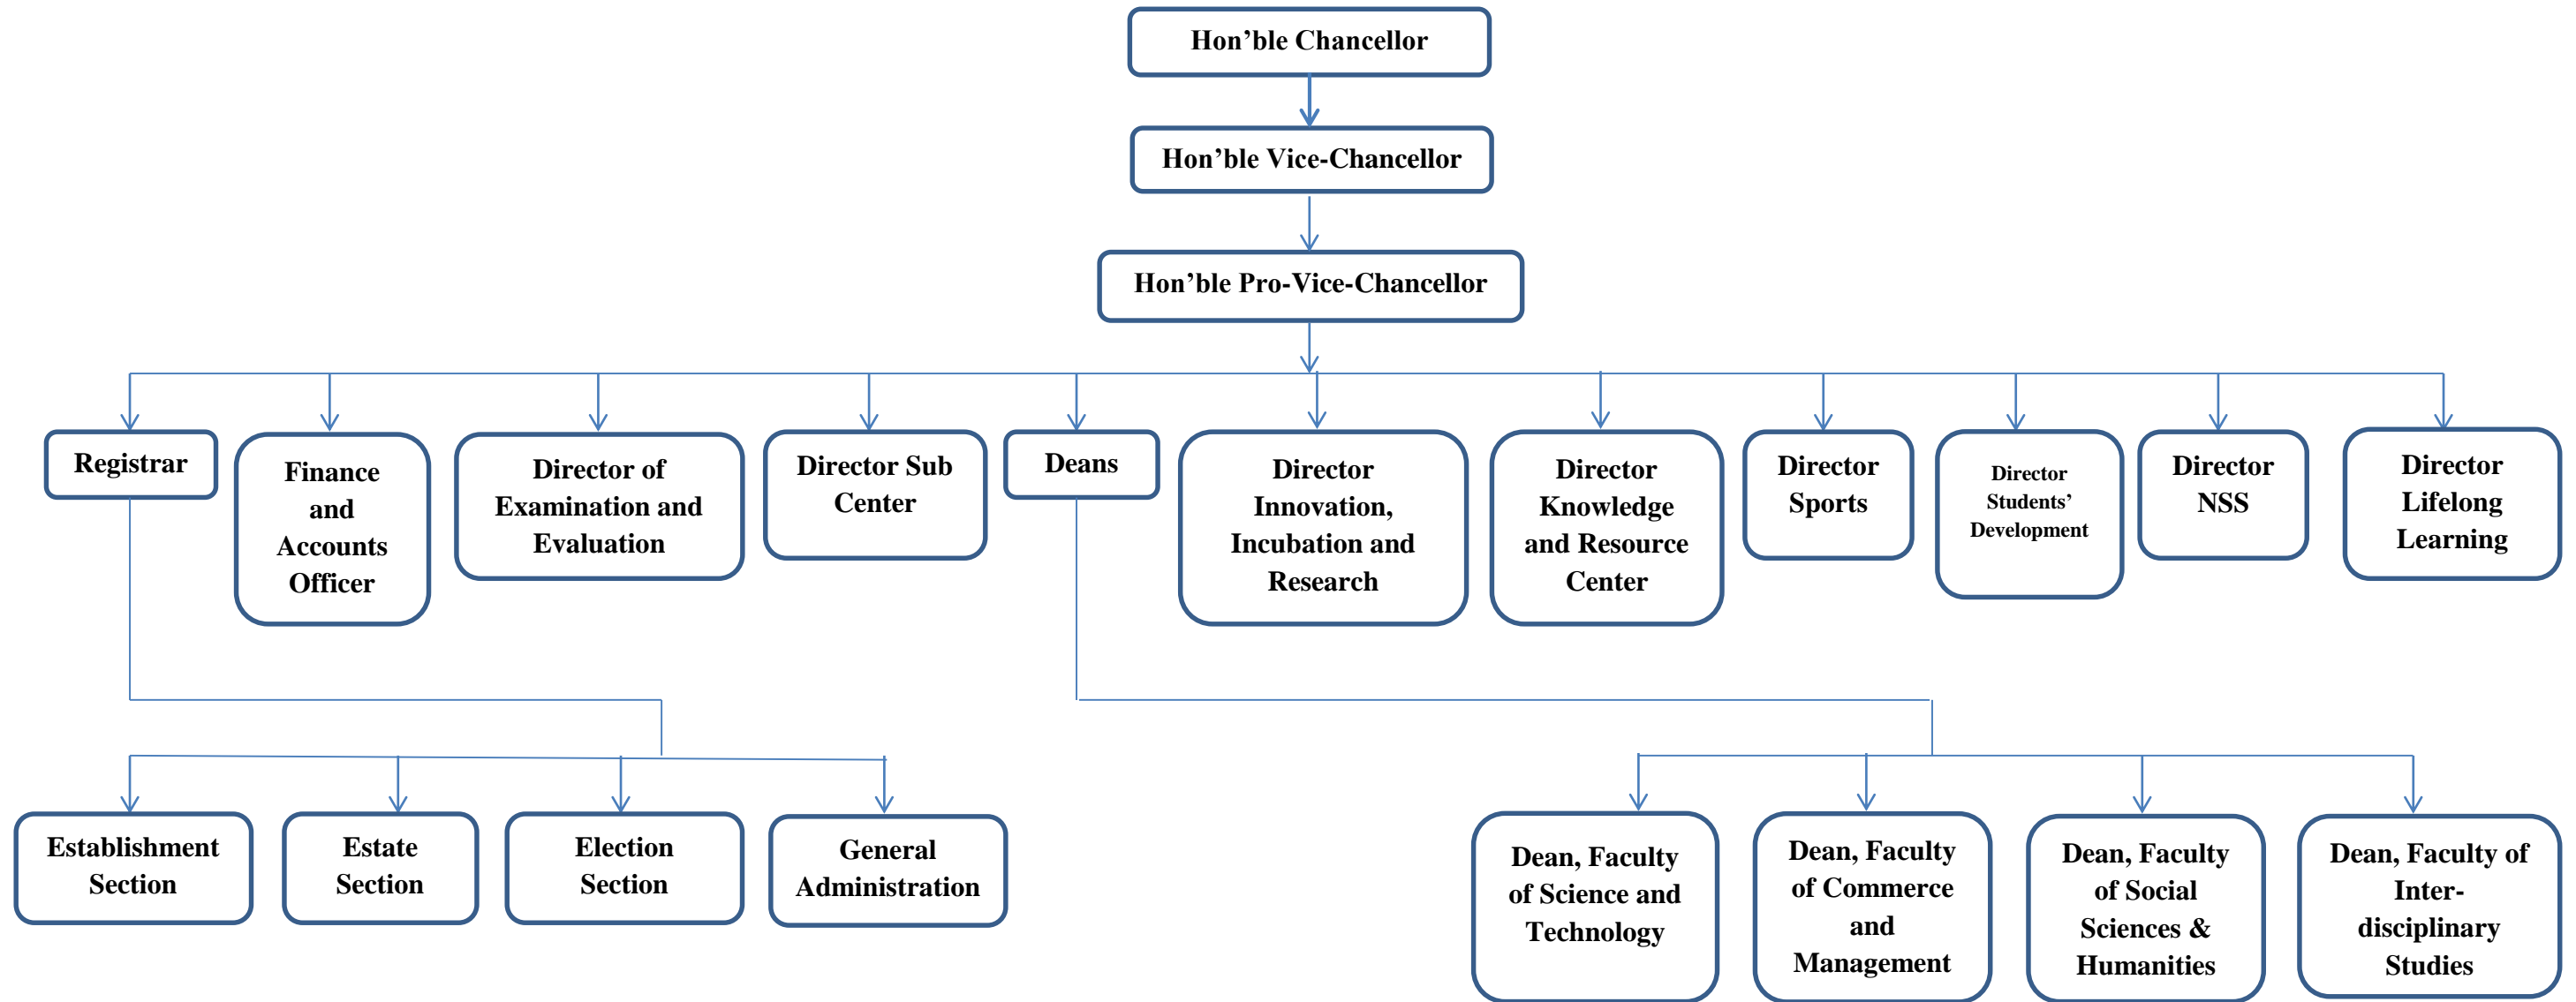 Hon’ble Chancellor
Hon’ble Vice-Chancellor
Hon’ble Pro-Vice-Chancellor
Registrar
Finance
and
Accounts
Officer
Director of
Examination and
Evaluation
Director Sub
Center
Deans
Director
Innovation,
Incubation and
Research
Director
Knowledge
and Resource
Center
Director
Sports
Director
Students’
Development
Director
NSS
Director
Lifelong
Learning
Establishment
Section
Estate
Section
Election
Section
General
Administration
Dean, Faculty
of Science and
Technology
Dean, Faculty
of Commerce
and
Management
Dean, Faculty
of Social
Sciences &
Humanities
Dean, Faculty of
Inter-
disciplinary
Studies